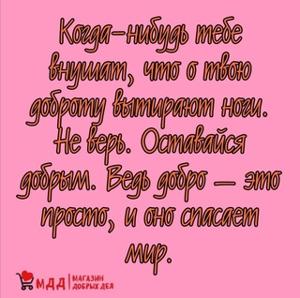 Когда-нибудь тебе
внушат, что о твою
доброту вытирают ноги.
Не верь. Оставайся
добрым. Ведь добро — это
просто, и оно спасает
мир.
МДД МАГАЗИН
ДОБРЫХ ДЕЛ